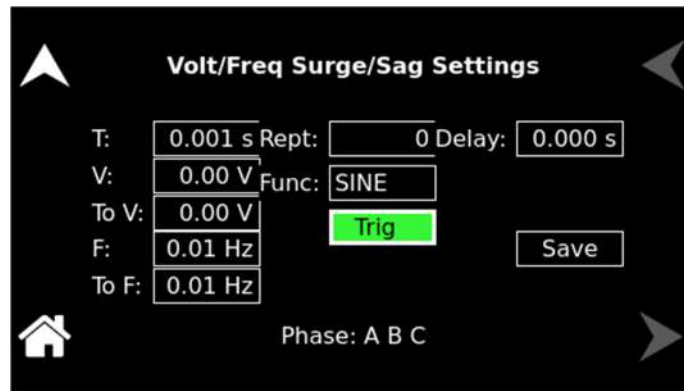 Volt/Freq Surge/Sag Settings
T: 0.001 s Rept: 0 Delay: 0.000 s
V: 0.00 V Func: SINE
To V: 0.00 V Trig
F: 0.01 Hz Save
To F: 0.01 Hz
Phase: A B C